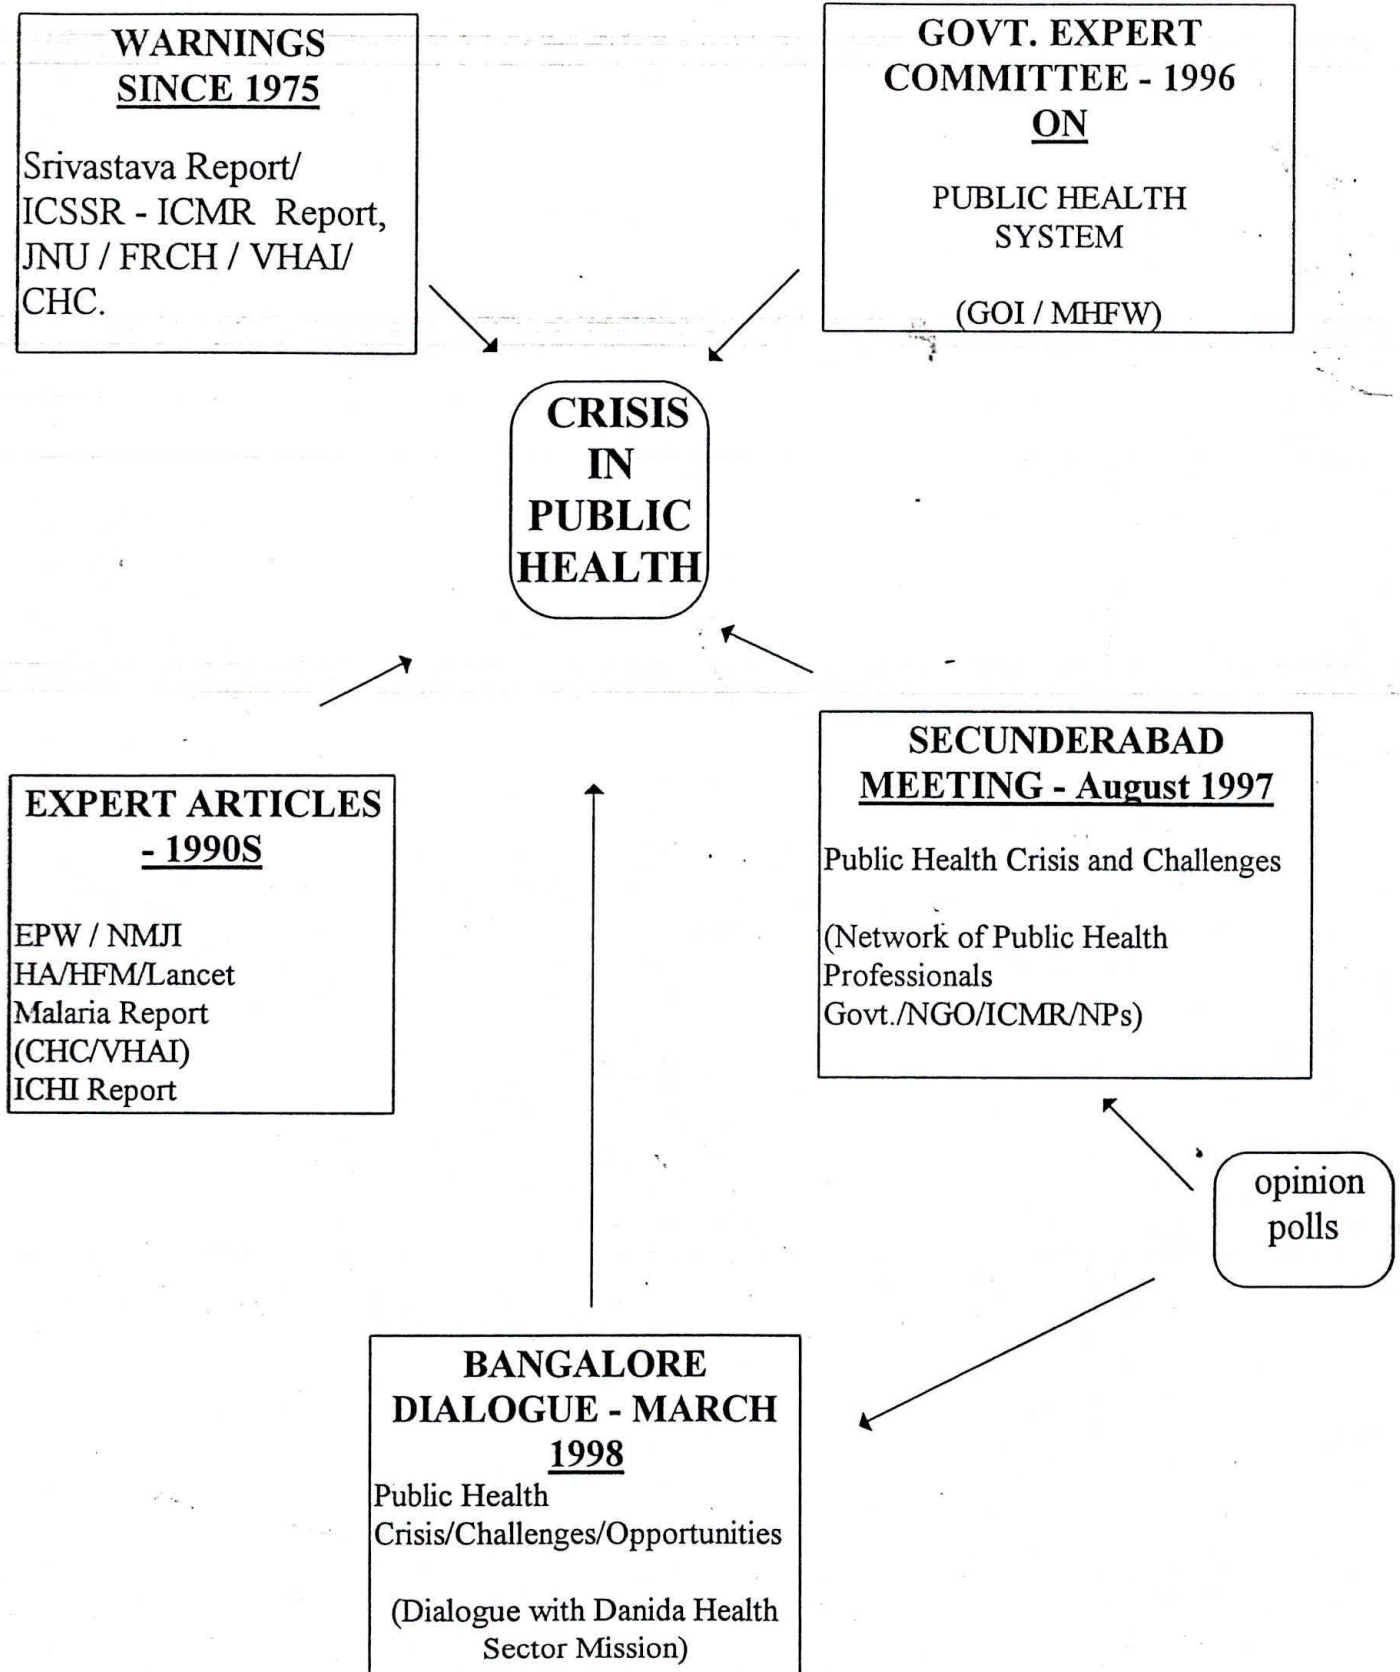 WARNINGS
SINCE 1975
Srivastava Report/
ICSSR - ICMR Report,
JNU / FRCH / VHAI/
CHC.
GOVT. EXPERT
COMMITTEE - 1996
ON
PUBLIC HEALTH
SYSTEM
(GOI / MHFW)
CRISIS
IN
PUBLIC
HEALTH
EXPERT ARTICLES
- 1990S
EPW / NMJI
HA/HFM/Lancet
Malaria Report
(CHC/VHAI)
ICHI Report
SECUNDERABAD
MEETING - August 1997
Public Health Crisis and Challenges
(Network of Public Health
Professionals
Govt./NGO/ICMR/NPs)
opinion
polls
BANGALORE
DIALOGUE - MARCH
1998
Public Health
Crisis/Challenges/Opportunities
(Dialogue with Danida Health
Sector Mission)